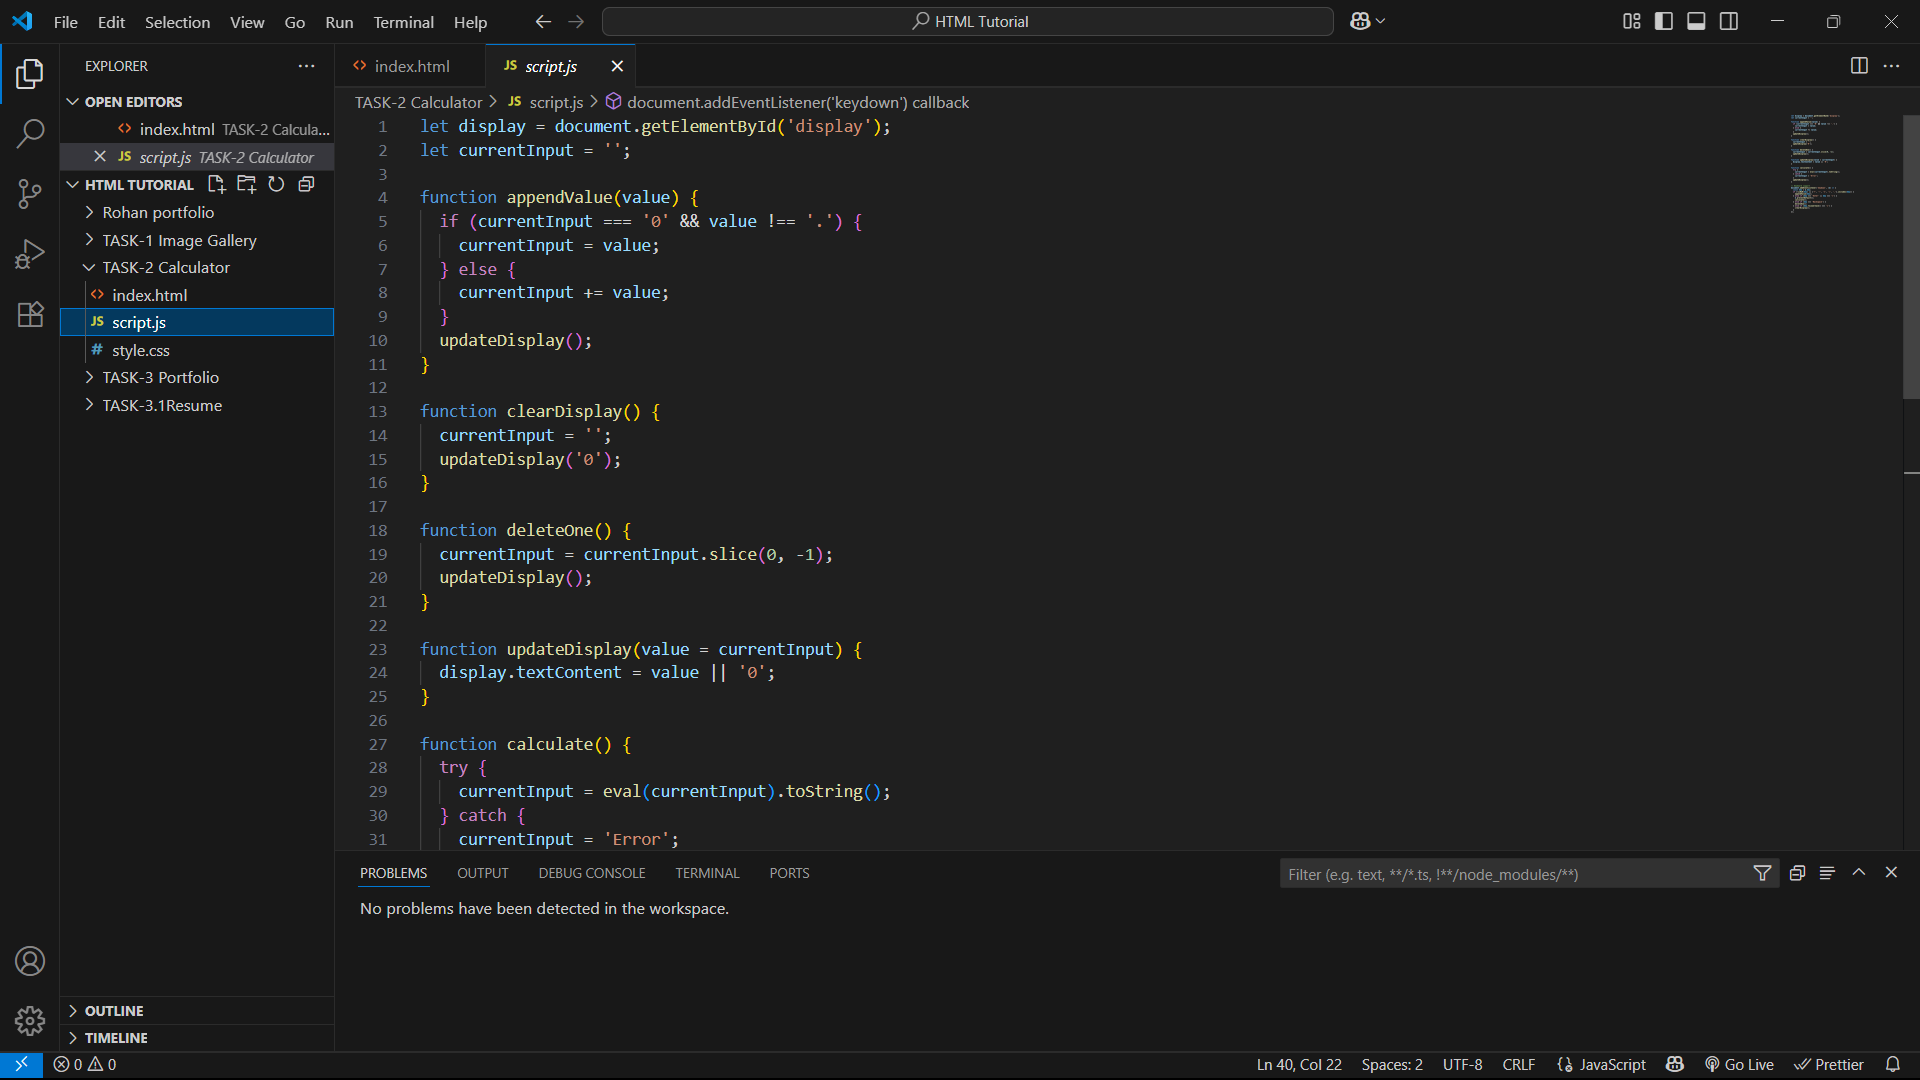 File Edit Selection View Go Run Terminal Help
HTML Tutorial
EXPLORER
OPEN EDITORS
index.html TASK-2 Calcula...
JS script.js TASK-2 Calculator
HTML TUTORIAL
Rohan portfolio
TASK-1 Image Gallery
TASK-2 Calculator
index.html
JS script.js
# style.css
TASK-3 Portfolio
TASK-3.1Resume
OUTLINE
TIMELINE
index.html
JS script.js
TASK-2 Calculator > JS script.js > document.addEventListener('keydown') callback
1 let display = document.getElementById('display');
2 let currentInput = '';
3
4 function appendValue(value) {
5 if (currentInput === '0' && value !== '.') {
6 currentInput = value;
7 } else {
8 currentInput += value;
9 }
10 updateDisplay();
11 }
12
13 function clearDisplay() {
14 currentInput = '';
15 updateDisplay('0');
16 }
17
18 function deleteOne() {
19 currentInput = currentInput.slice(0, -1);
20 updateDisplay();
21 }
22
23 function updateDisplay(value = currentInput) {
24 display.textContent = value || '0';
25 }
26
27 function calculate() {
28 try {
29 currentInput = eval(currentInput).toString();
30 } catch {
31 currentInput = 'Error';
PROBLEMS OUTPUT DEBUG CONSOLE TERMINAL PORTS
Filter (e.g. text, **/*.ts, !**/node_modules/**)
No problems have been detected in the workspace.
0 0
Ln 40, Col 22 Spaces: 2 UTF-8 CRLF {} JavaScript Go Live Prettier